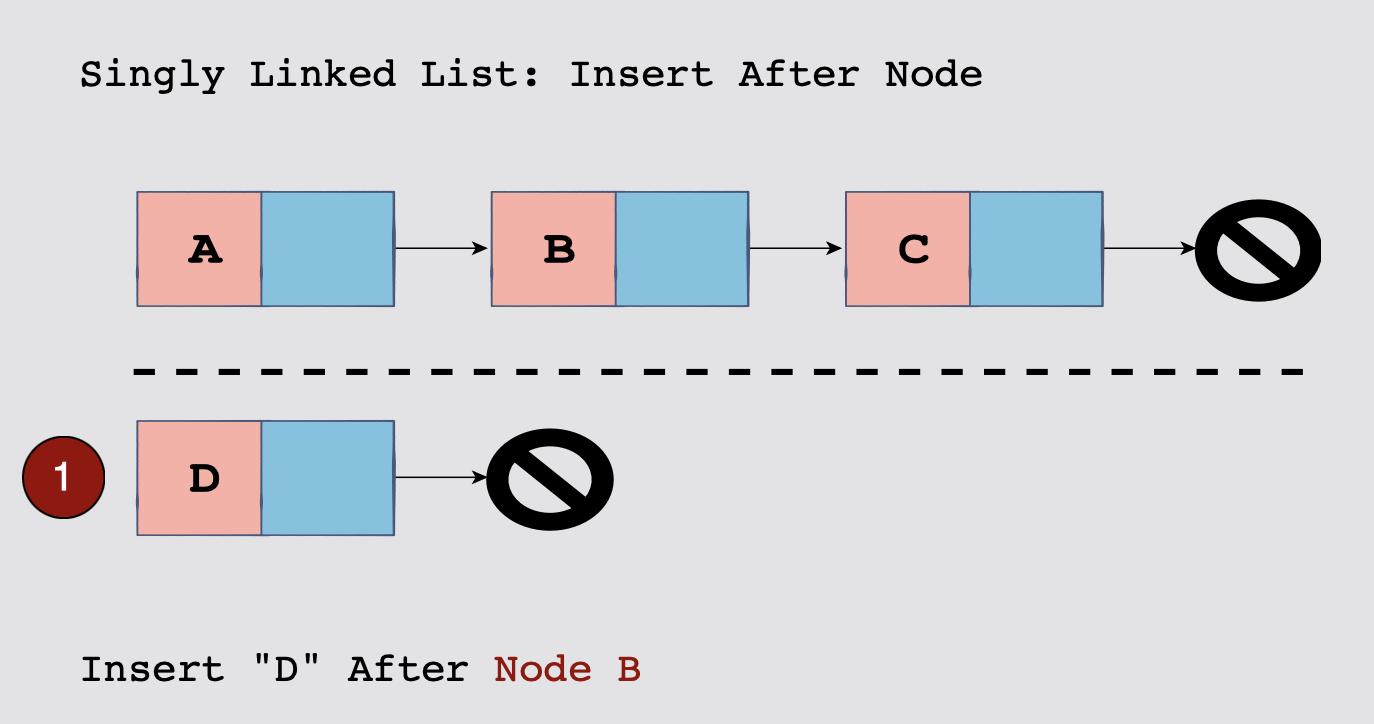 Singly Linked List: Insert After Node
A
B
C
1
D
Insert "D" After Node B